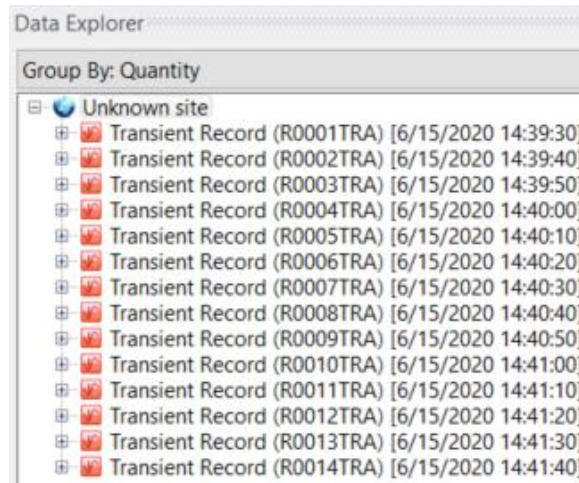 Data Explorer
Group By: Quantity
Unknown site
Transient Record (R0001TRA) [6/15/2020 14:39:30]
Transient Record (R0002TRA) [6/15/2020 14:39:40]
Transient Record (R0003TRA) [6/15/2020 14:39:50]
Transient Record (R0004TRA) [6/15/2020 14:40:00]
Transient Record (R0005TRA) [6/15/2020 14:40:10]
Transient Record (R0006TRA) [6/15/2020 14:40:20]
Transient Record (R0007TRA) [6/15/2020 14:40:30]
Transient Record (R0008TRA) [6/15/2020 14:40:40]
Transient Record (R0009TRA) [6/15/2020 14:40:50]
Transient Record (R0010TRA) [6/15/2020 14:41:00]
Transient Record (R0011TRA) [6/15/2020 14:41:10]
Transient Record (R0012TRA) [6/15/2020 14:41:20]
Transient Record (R0013TRA) [6/15/2020 14:41:30]
Transient Record (R0014TRA) [6/15/2020 14:41:40]